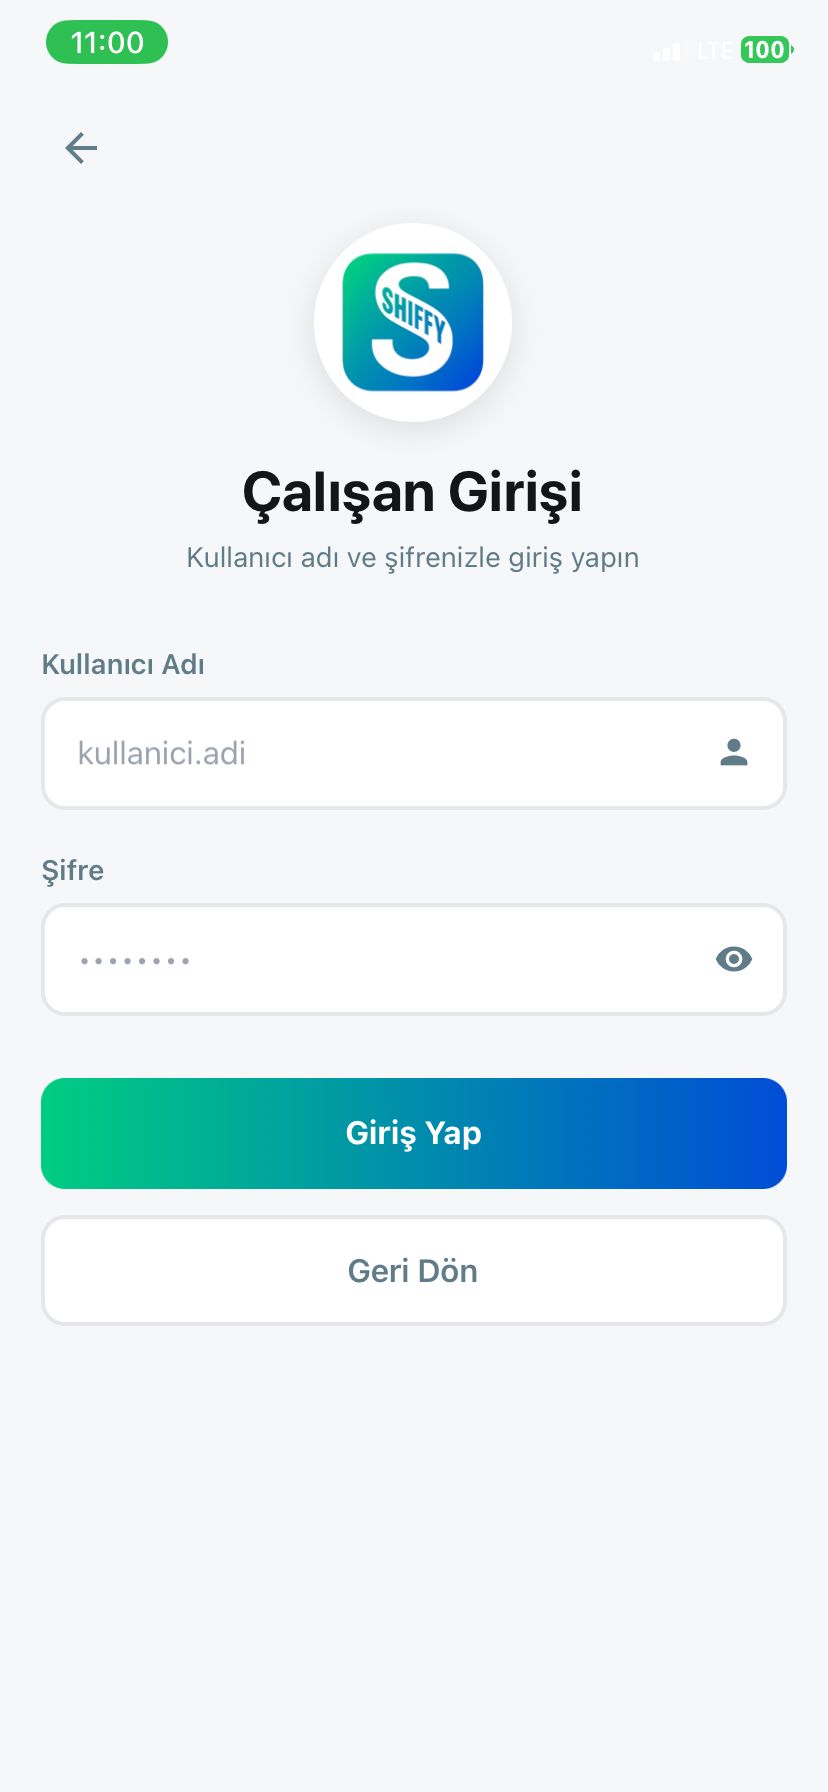 11:00
LTE 100
SHIFFY
Çalışan Girişi
Kullanıcı adı ve şifrenizle giriş yapın
Kullanıcı Adı
kullanici.adi
Şifre
••••••••
Giriş Yap
Geri Dön